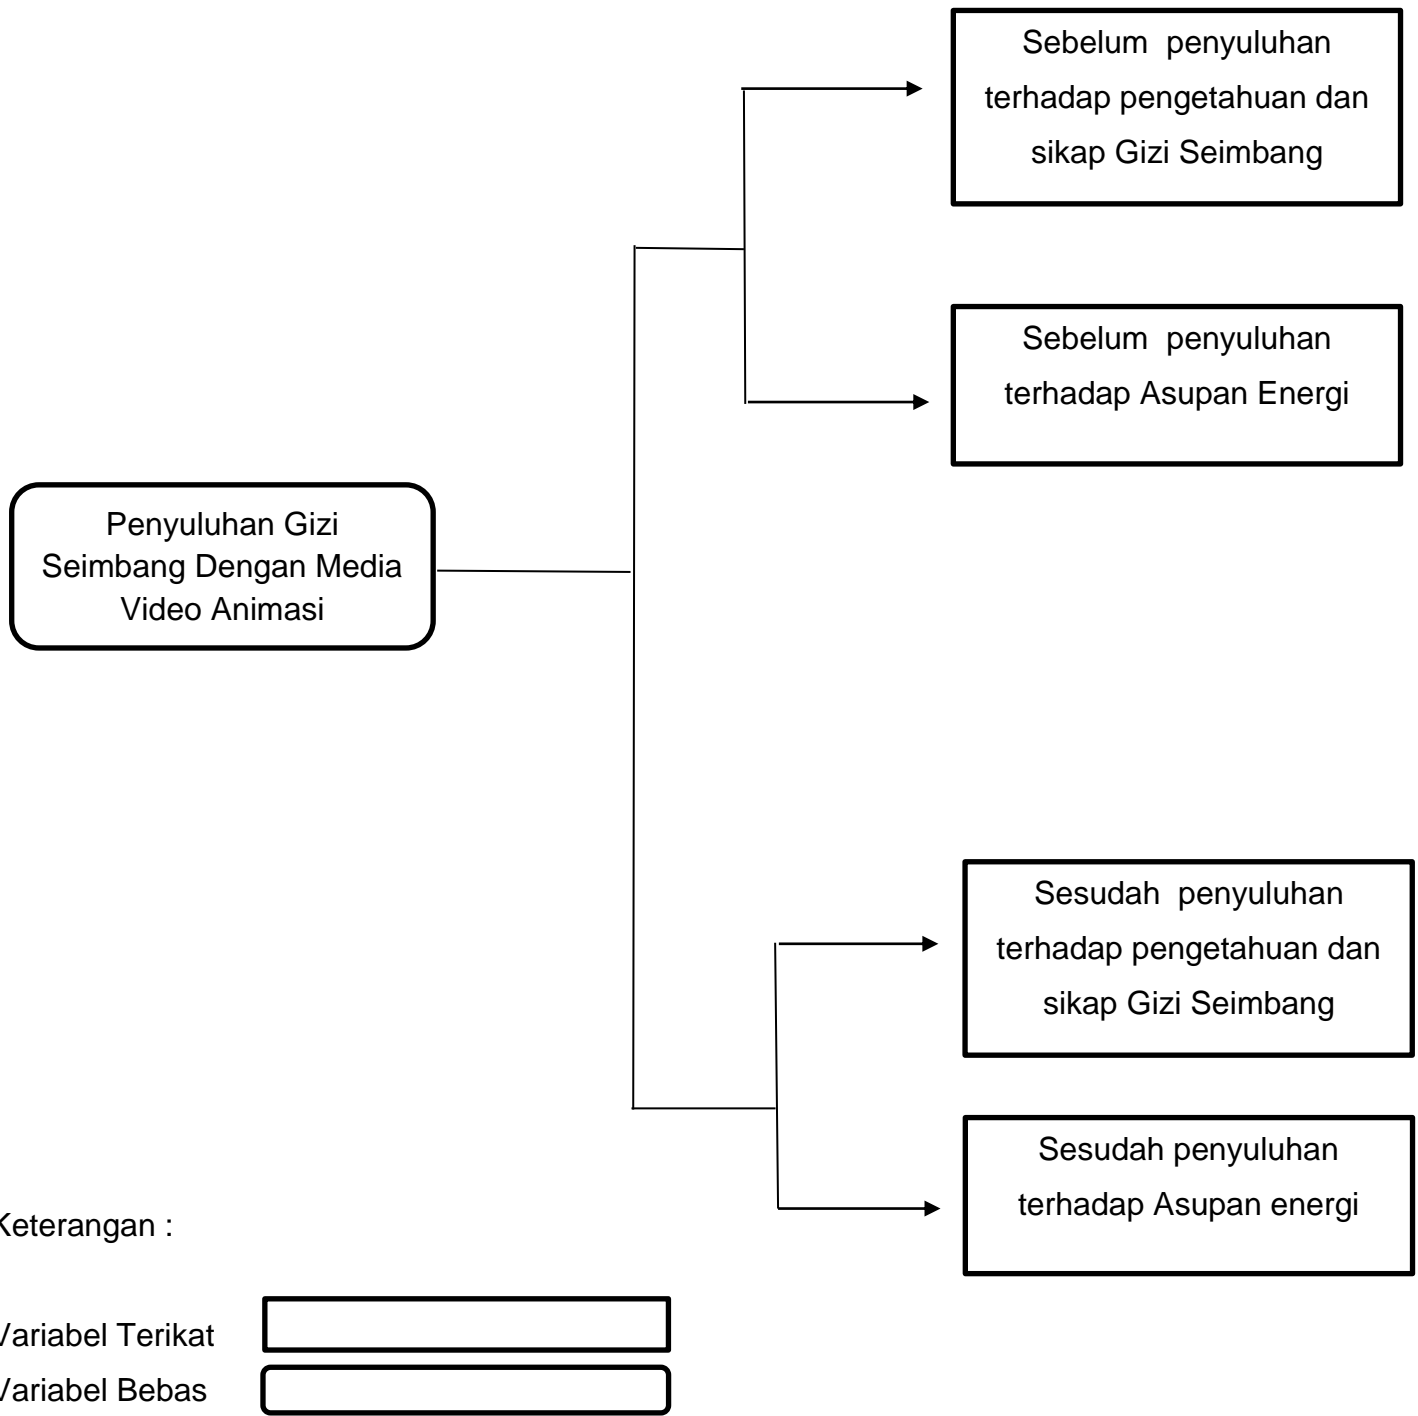 Sebelum  penyuluhan
terhadap pengetahuan dan
sikap Gizi Seimbang
Sebelum  penyuluhan
terhadap Asupan Energi
Penyuluhan Gizi
Seimbang Dengan Media
Video Animasi
Sesudah  penyuluhan
terhadap pengetahuan dan
sikap Gizi Seimbang
Sesudah penyuluhan
terhadap Asupan energi
Keterangan :
Variabel Terikat
Variabel Bebas